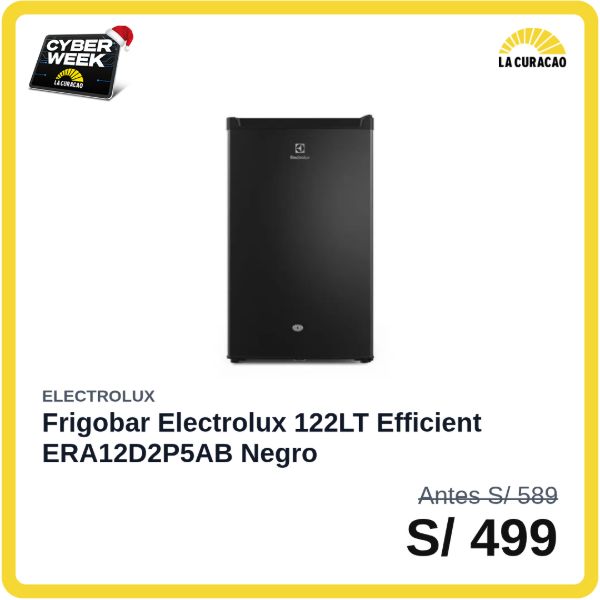 CYBER
WEEK
LA CURACAO
LA CURACAO
Electrolux
ELECTROLUX
Frigobar Electrolux 122LT Efficient
ERA12D2P5AB Negro
Antes S/ 589
S/ 499